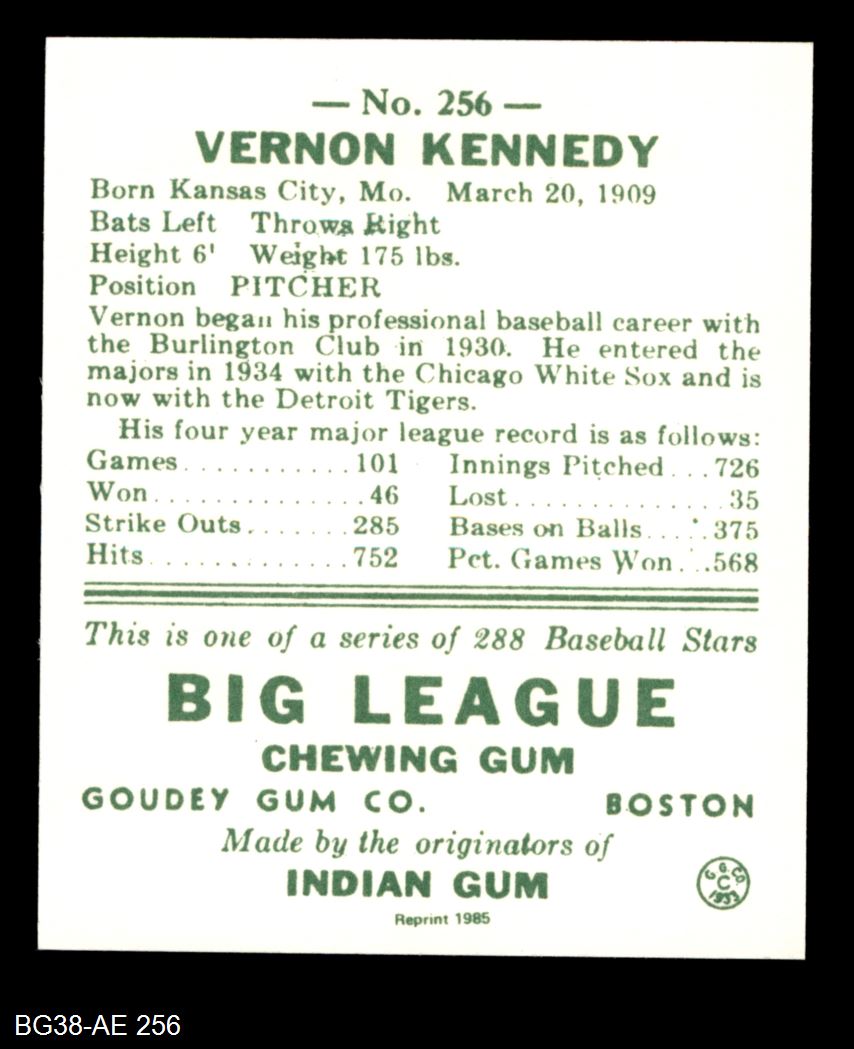 — No. 256 —
VERNON KENNEDY
Born Kansas City, Mo. March 20, 1909
Bats Left Throws Right
Height 6' Weight 175 lbs.
Position PITCHER
Vernon began his professional baseball career with
the Burlington Club in 1930. He entered the
majors in 1934 with the Chicago White Sox and is
now with the Detroit Tigers.
His four year major league record is as follows:
Games . . . . . . . . . . . . 101 Innings Pitched . . . 726
Won . . . . . . . . . . . . . . . 46 Lost . . . . . . . . . . . . . . . 35
Strike Outs . . . . . . . 285 Bases on Balls . . . . . 375
Hits . . . . . . . . . . . . . 752 Pct. Games Won . . .568
This is one of a series of 288 Baseball Stars
BIG LEAGUE
CHEWING GUM
GOUDEY GUM CO. BOSTON
Made by the originators of
INDIAN GUM
G. G. CO.
C
1933
Reprint 1985
BG38-AE 256